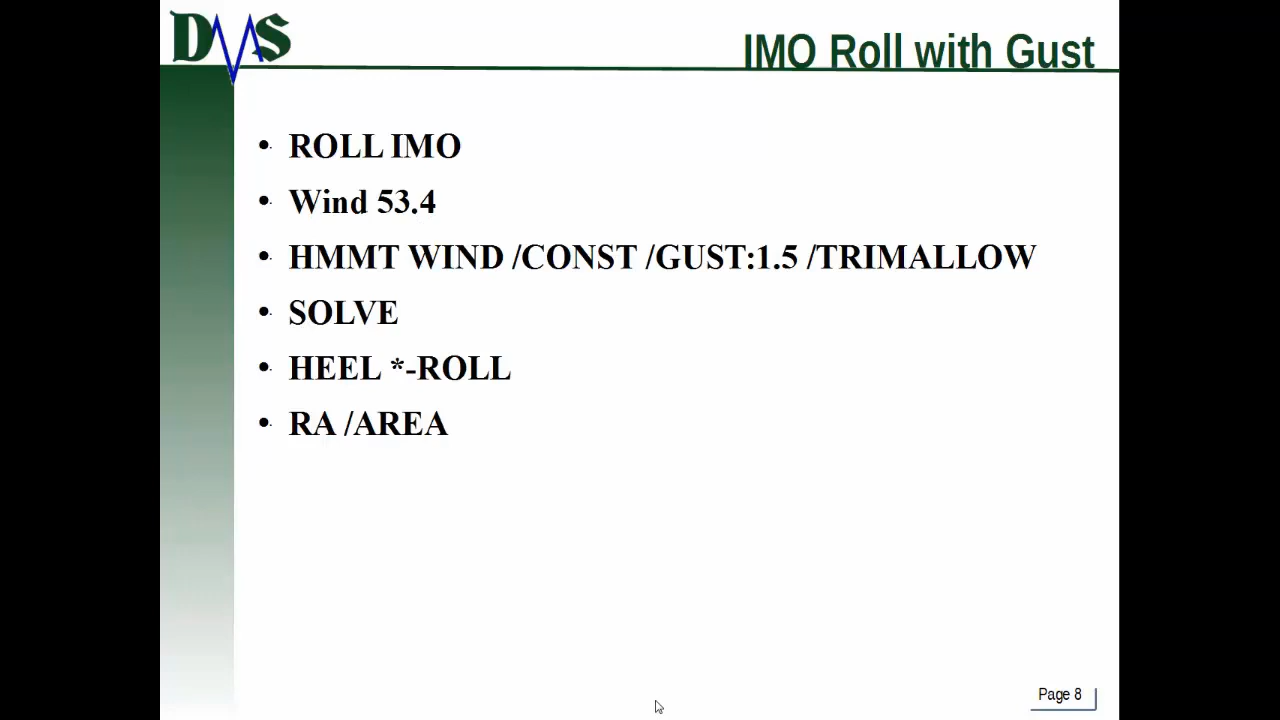 DMS
IMO Roll with Gust
• ROLL IMO
• Wind 53.4
• HMMT WIND /CONST /GUST:1.5 /TRIMALLOW
• SOLVE
• HEEL *-ROLL
• RA /AREA
Page 8